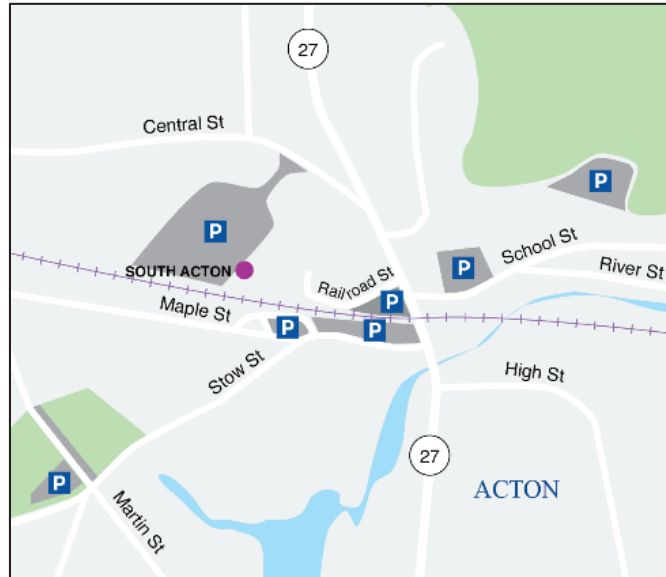 27
Central St
P
P
School St
SOUTH ACTON
P
River St
Railroad St
P
Maple St
P
P
Stow St
High St
27
P
ACTON
Martin St